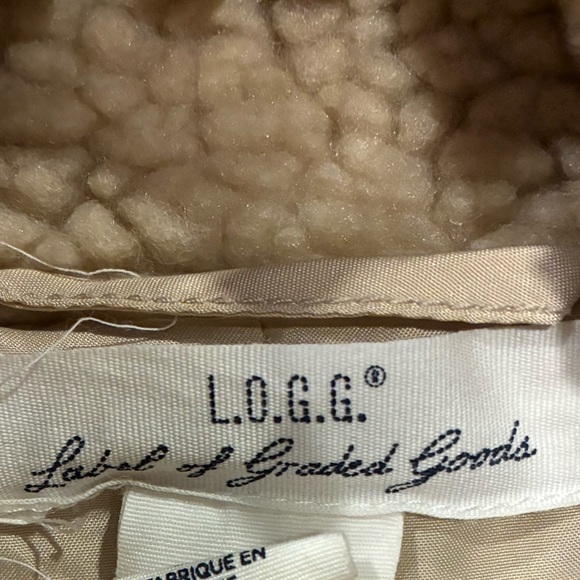 L.O.G.G.®
Label of Graded Goods
FABRIQUE EN